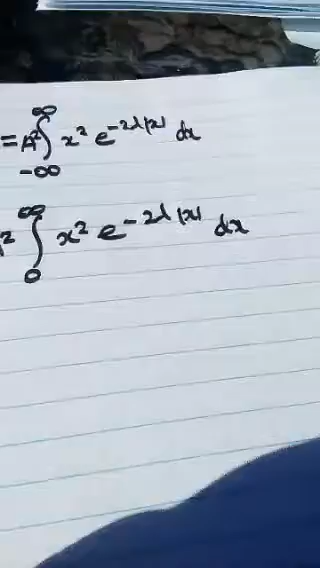 = A² ∫_{-∞}^{∞} x² e^{-2λ|x|} dx
² ∫_{0}^{∞} x² e^{-2λ|x|} dx